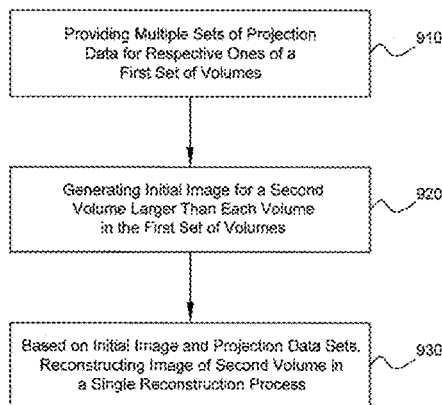 Providing Multiple Sets of Projection
Data for Respective Ones of a
First Set of Volumes
910
Generating Initial Image for a Second
Volume Larger Than Each Volume
in the First Set of Volumes
920
Based on Initial Image and Projection Data Sets,
Reconstructing Image of Second Volume in
a Single Reconstruction Process
930